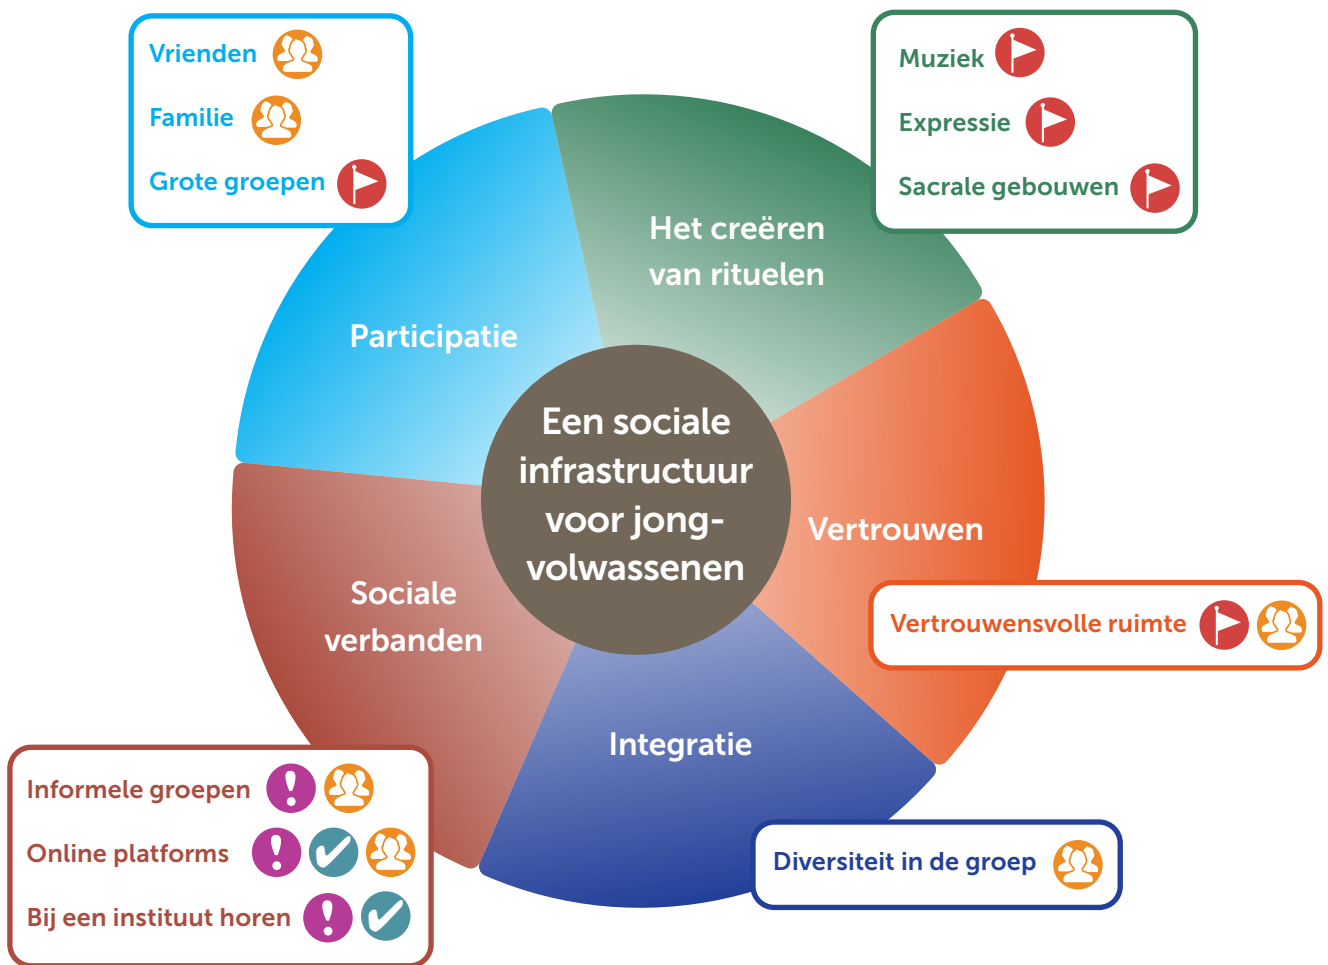 Vrienden
Familie
Grote groepen
Muziek
Expressie
Sacrale gebouwen
Het creëren
van rituelen
Participatie
Een sociale
infrastructuur
voor jong-
volwassenen
Vertrouwen
Vertrouwensvolle ruimte
Sociale
verbanden
Integratie
Informele groepen
Online platforms
Bij een instituut horen
Diversiteit in de groep